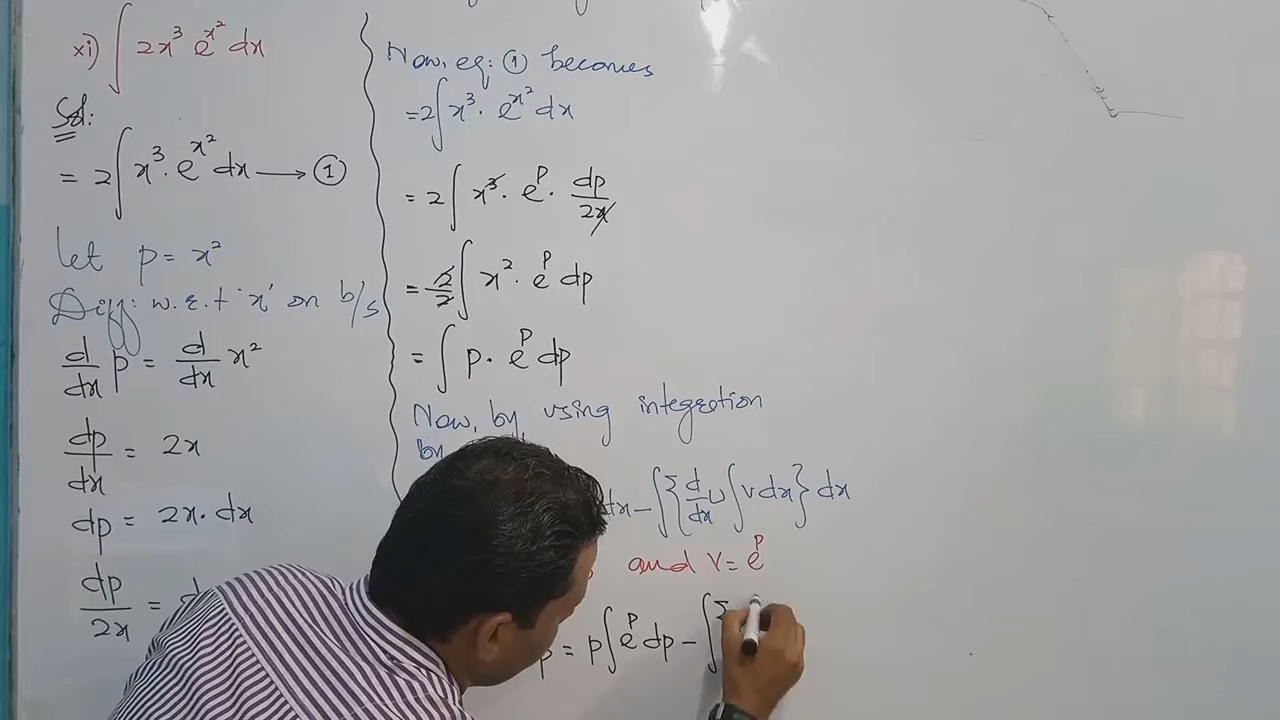 xi) ∫ 2x³ e^x² dx
Sol:
= 2∫ x³ · e^x² dx ⟶ ①
let p = x²
Diff: w.r.t 'x' on b/s
d/dx p = d/dx x²
dp/dx = 2x
dp = 2x · dx
dp/2x = d
Now, eq: ① becomes
= 2∫ x³ · e^x² dx
= 2∫ x³ · e^p · dp/2x
= 2/2 ∫ x² · e^p dp
= ∫ p · e^p dp
Now, by using integration
by
dx − ∫{d/dx U ∫ v dx} dx
and v = e^p
p = p∫ e^p dp − ∫{